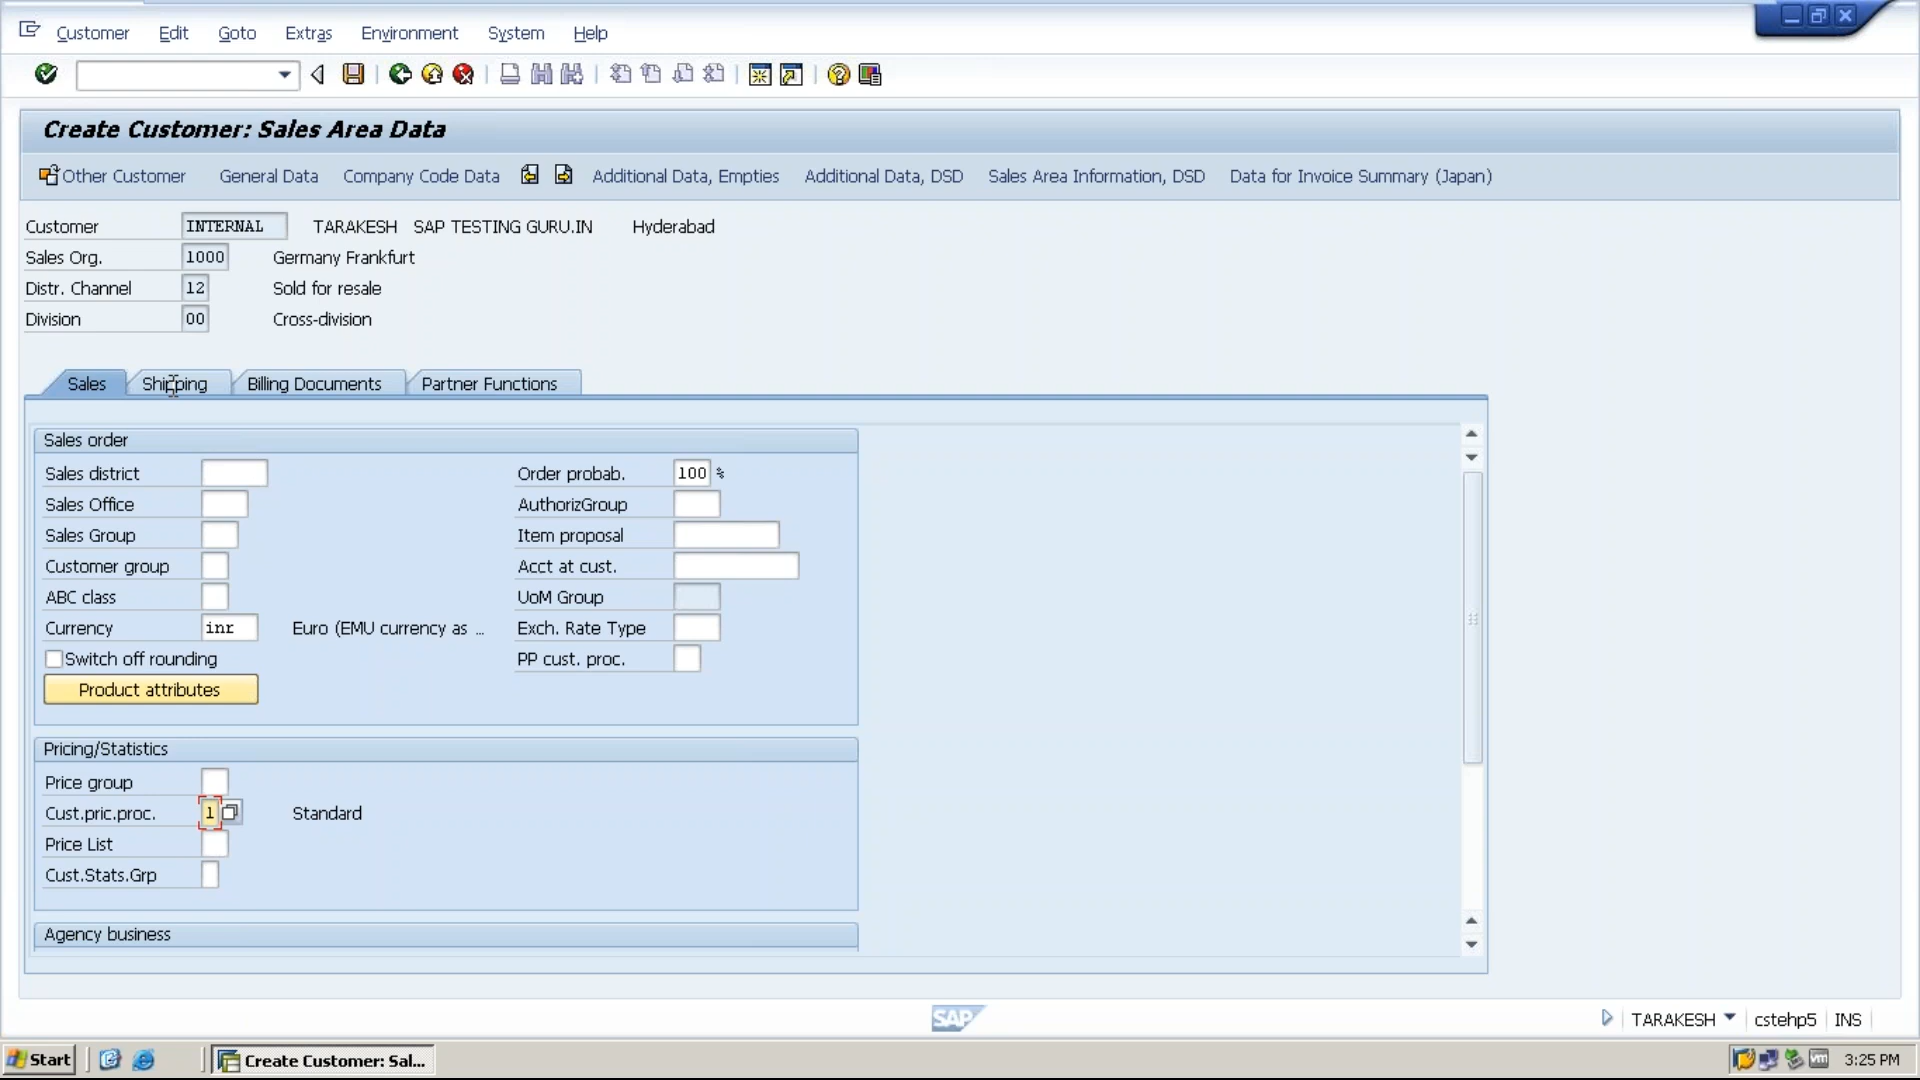 Customer Edit Goto Extras Environment System Help
Create Customer: Sales Area Data
Other Customer General Data Company Code Data Additional Data, Empties Additional Data, DSD Sales Area Information, DSD Data for Invoice Summary (Japan)
Customer INTERNAL TARAKESH SAP TESTING GURU.IN Hyderabad
Sales Org. 1000 Germany Frankfurt
Distr. Channel 12 Sold for resale
Division 00 Cross-division
Sales Shipping Billing Documents Partner Functions
Sales order
Sales district Order probab. 100 %
Sales Office AuthorizGroup
Sales Group Item proposal
Customer group Acct at cust.
ABC class UoM Group
Currency inr Euro (EMU currency as ... Exch. Rate Type
Switch off rounding PP cust. proc.
Product attributes
Pricing/Statistics
Price group
Cust.pric.proc. 1 Standard
Price List
Cust.Stats.Grp
Agency business
SAP TARAKESH cstehp5 INS
Start Create Customer: Sal... vm 3:25 PM